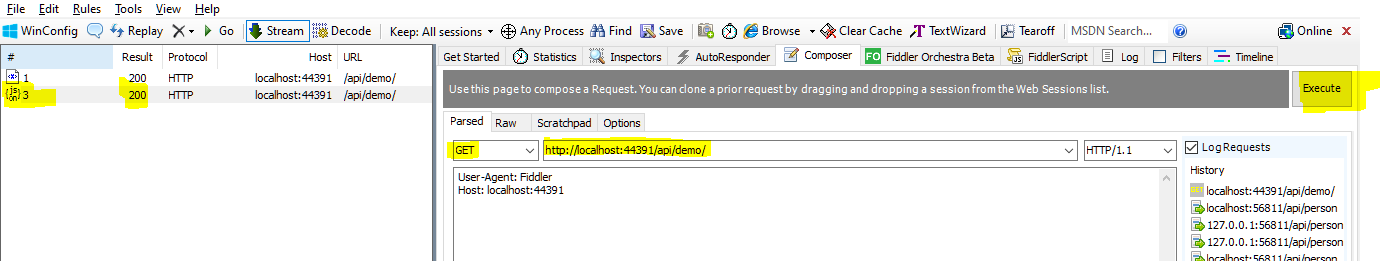 File Edit Rules Tools View Help
WinConfig Replay Go Stream Decode Keep: All sessions Any Process Find Save Browse Clear Cache TextWizard Tearoff MSDN Search... Online
# Result Protocol Host URL
1 200 HTTP localhost:44391 /api/demo/
3 200 HTTP localhost:44391 /api/demo/
Get Started Statistics Inspectors AutoResponder Composer FO Fiddler Orchestra Beta FiddlerScript Log Filters Timeline
Use this page to compose a Request. You can clone a prior request by dragging and dropping a session from the Web Sessions list.
Execute
Parsed Raw Scratchpad Options
GET http://localhost:44391/api/demo/ HTTP/1.1
User-Agent: Fiddler
Host: localhost:44391
Log Requests
History
GET localhost:44391/api/demo/
localhost:56811/api/person
127.0.0.1:56811/api/person
127.0.0.1:56811/api/person
localhost:56811/api/person